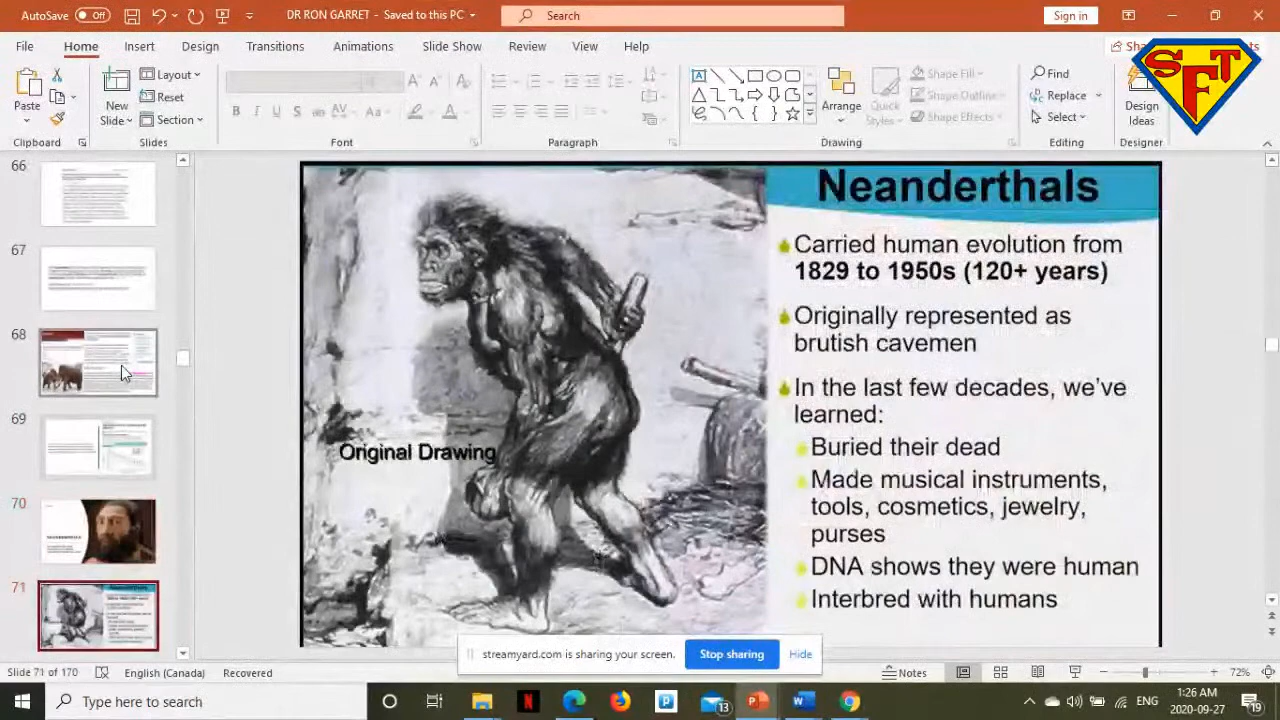 AutoSave Off DR RON GARRET - Saved to this PC Search Sign in
File Home Insert Design Transitions Animations Slide Show Review View Help
Paste New Slide Layout Reset Section Arrange Quick Styles Shape Fill Shape Outline Shape Effects Find Replace Select Design Ideas
SFT
Clipboard Slides Font Paragraph Drawing Editing Designer
66
67
68
69
70
71
Neanderthals
Carried human evolution from
1829 to 1950s (120+ years)
Originally represented as
brutish cavemen
In the last few decades, we've
learned:
Buried their dead
Made musical instruments,
tools, cosmetics, jewelry,
purses
DNA shows they were human
Interbred with humans
Original Drawing
streamyard.com is sharing your screen. Stop sharing Hide
Slide 71 of 170 English (Canada) Recovered Notes 72%
Type here to search 13 ENG 1:26 AM
2020-09-27 19